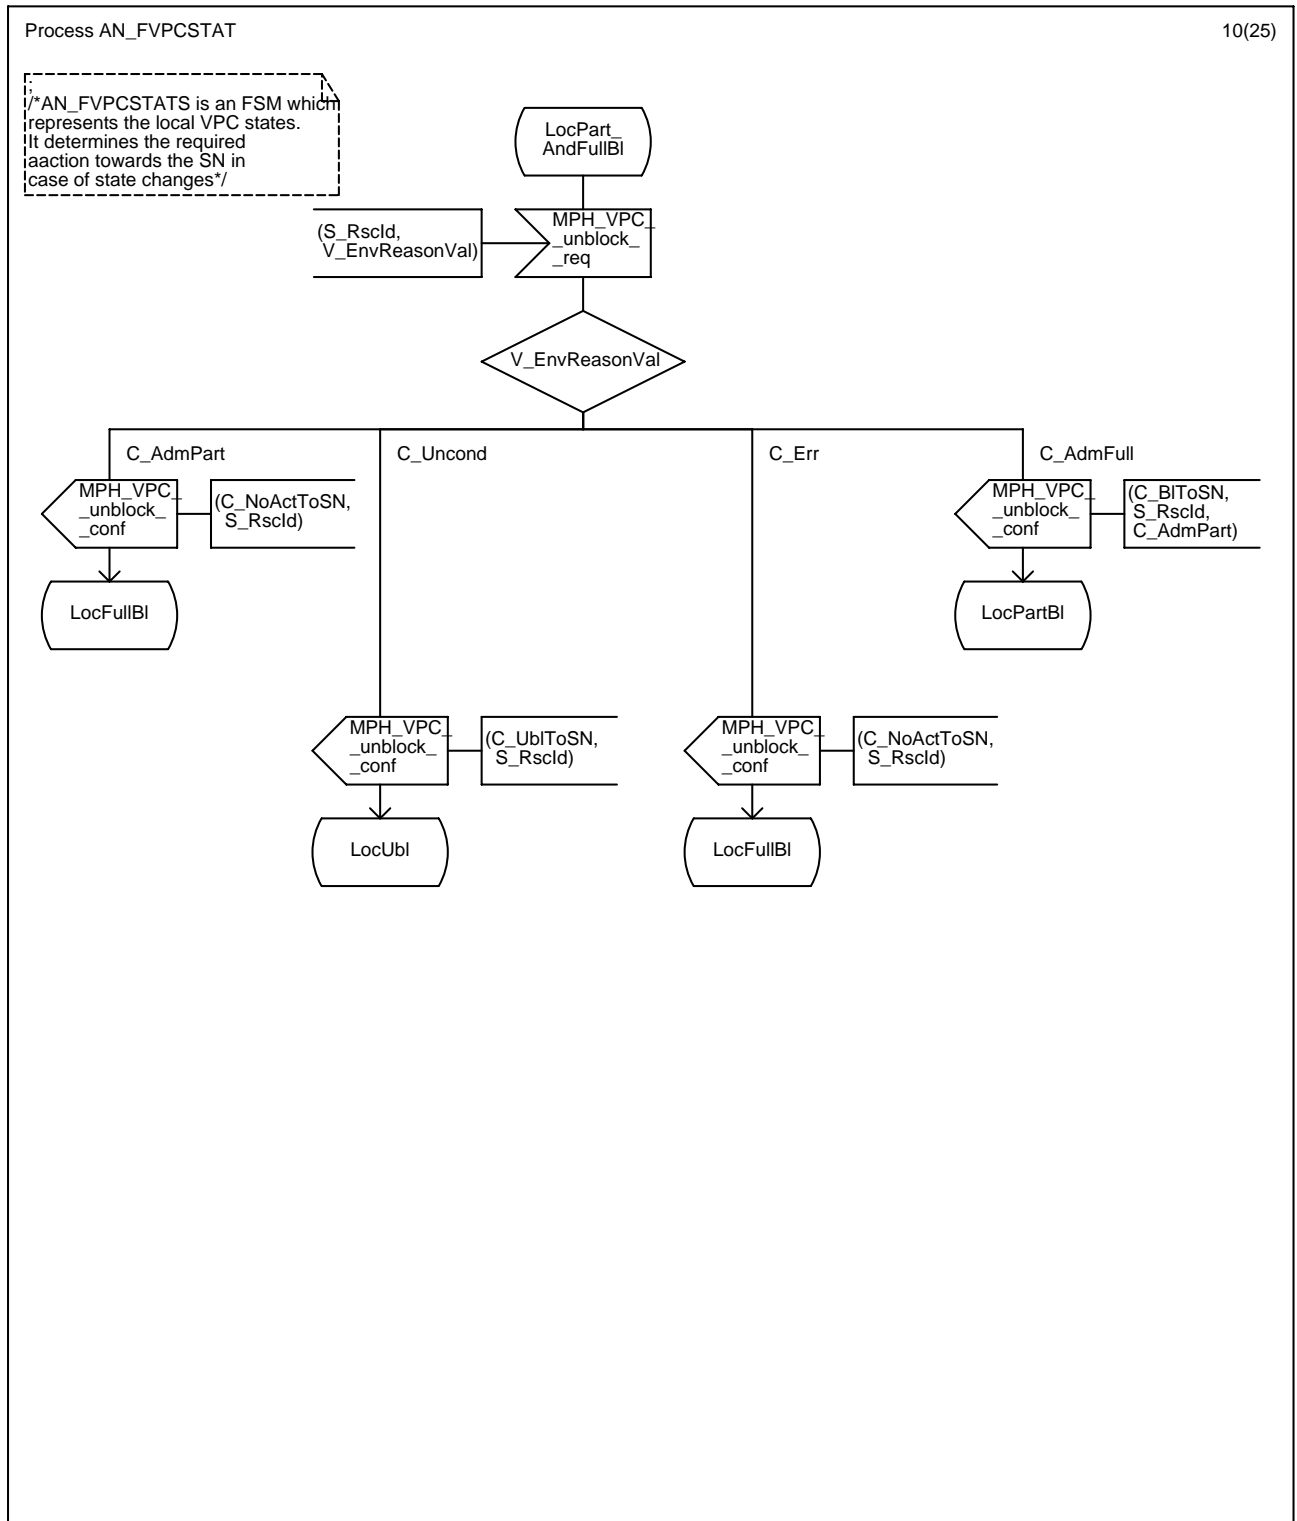 Process AN_FVPCSTAT
10(25)
;
/*AN_FVPCSTATS is an FSM which
represents the local VPC states.
It determines the required
aaction towards the SN in
case of state changes*/
LocPart_
AndFullBl
(S_RscId,
V_EnvReasonVal)
MPH_VPC_
_unblock_
_req
V_EnvReasonVal
C_AdmPart
C_Uncond
C_Err
C_AdmFull
MPH_VPC_
_unblock_
_conf
(C_NoActToSN,
S_RscId)
MPH_VPC_
_unblock_
_conf
(C_BlToSN,
S_RscId,
C_AdmPart)
LocFullBl
LocPartBl
MPH_VPC_
_unblock_
_conf
(C_UblToSN,
S_RscId)
MPH_VPC_
_unblock_
_conf
(C_NoActToSN,
S_RscId)
LocUbl
LocFullBl